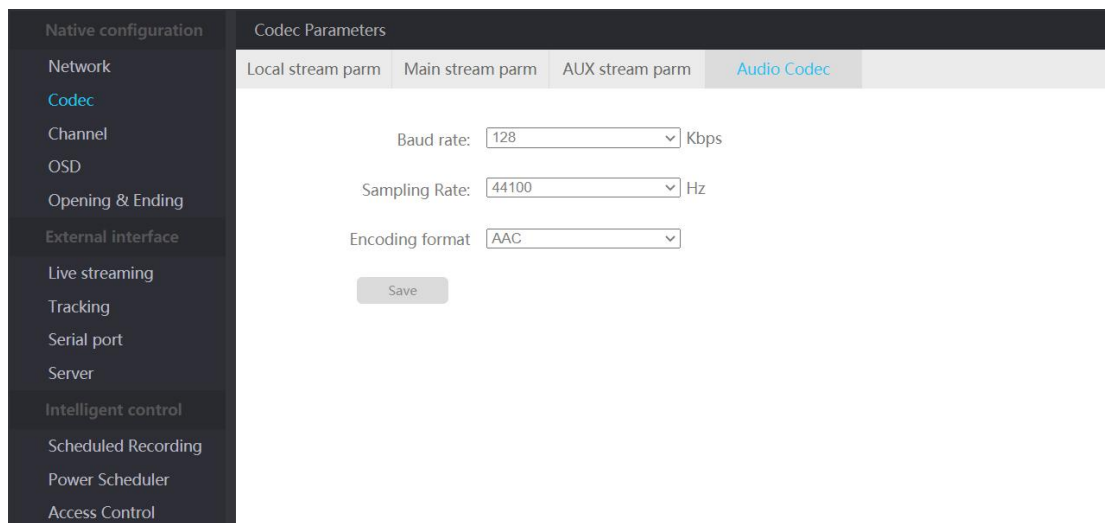 Native configuration
Network
Codec
Channel
OSD
Opening & Ending
External interface
Live streaming
Tracking
Serial port
Server
Intelligent control
Scheduled Recording
Power Scheduler
Access Control
Codec Parameters
Local stream parm Main stream parm AUX stream parm Audio Codec
Baud rate: 128 Kbps
Sampling Rate: 44100 Hz
Encoding format AAC
Save